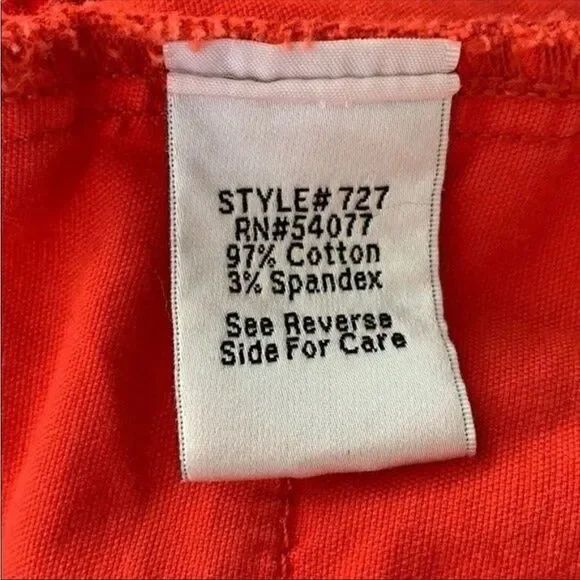 STYLE# 727
RN#54077
97% Cotton
3% Spandex
See Reverse
Side For Care